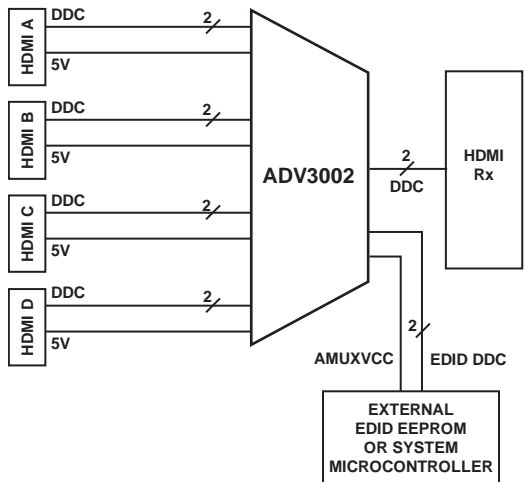 HDMI A
DDC
2
5V
HDMI B
DDC
2
5V
HDMI C
DDC
2
5V
HDMI D
DDC
2
5V
ADV3002
2
DDC
HDMI
Rx
2
AMUXVCC
EDID DDC
EXTERNAL
EDID EEPROM
OR SYSTEM
MICROCONTROLLER